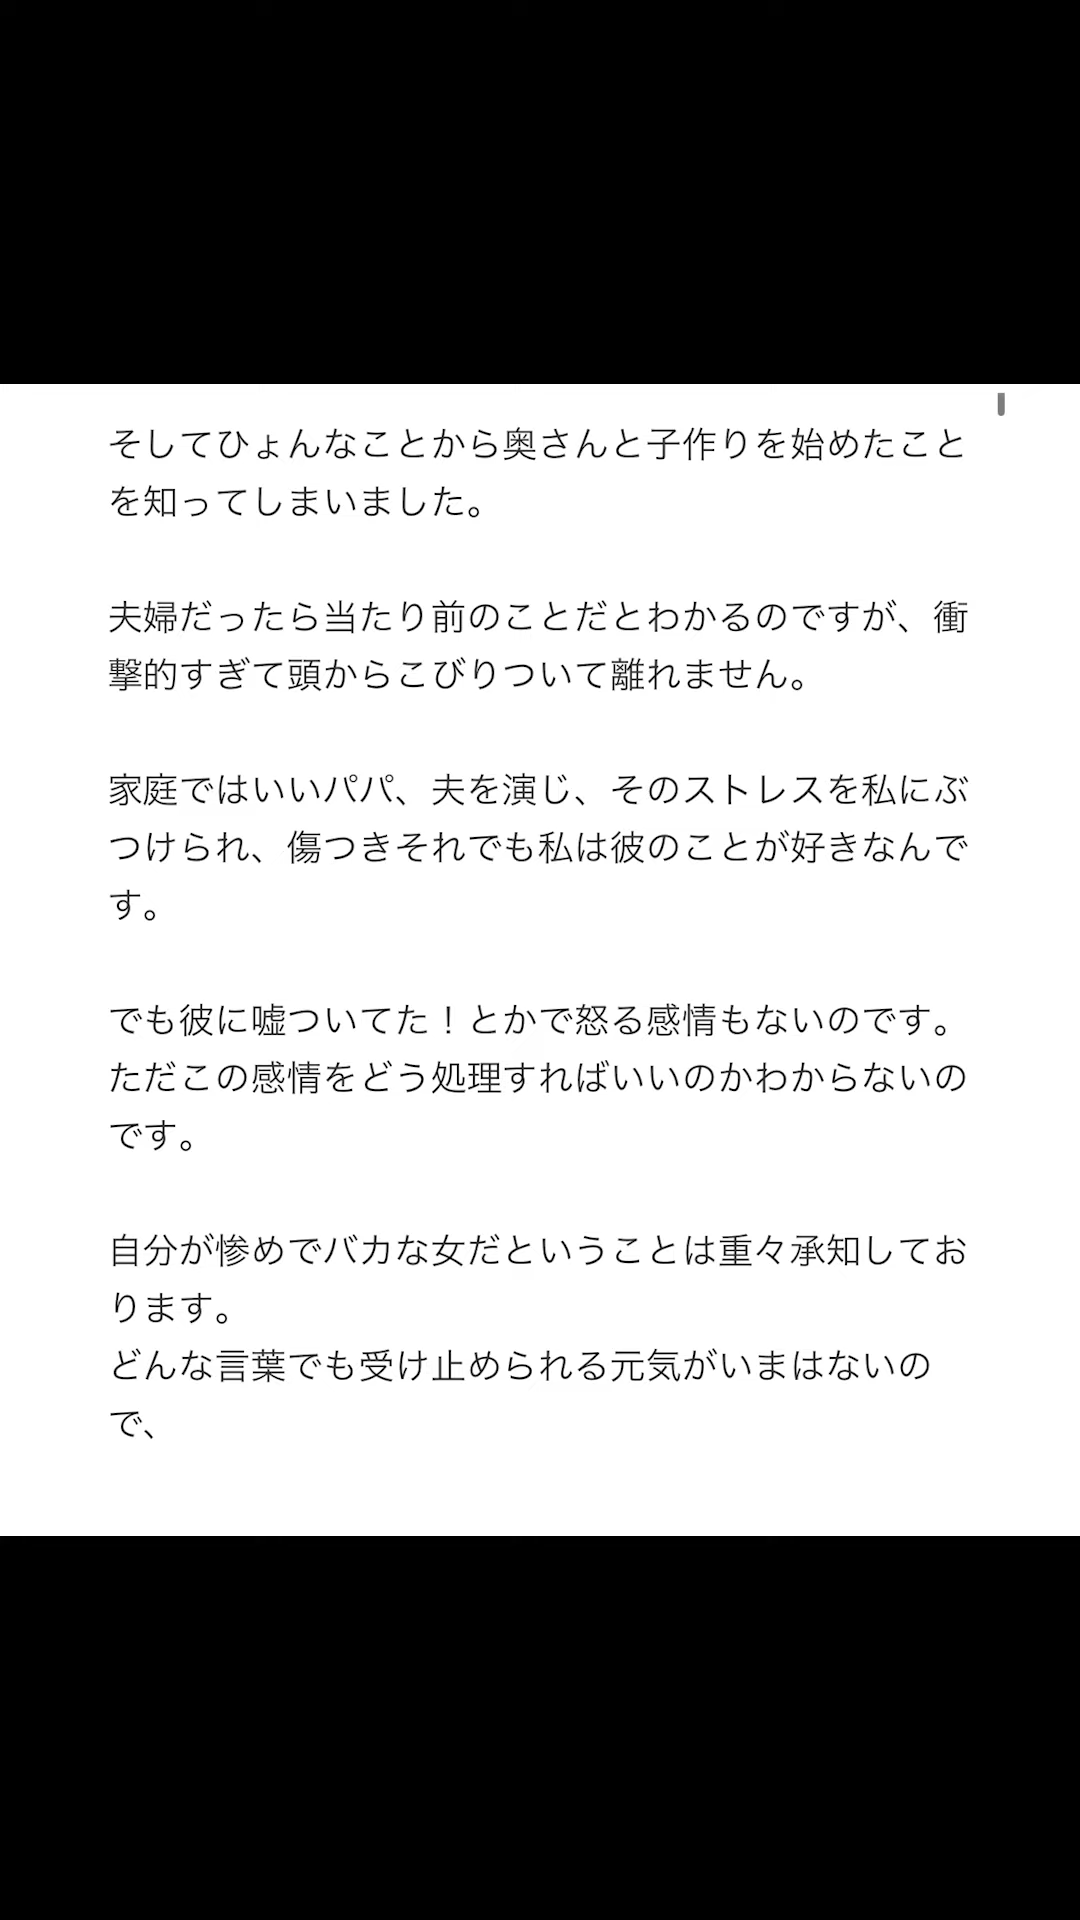 そしてひょんなことから奥さんと子作りを始めたこと
を知ってしまいました。
夫婦だったら当たり前のことだとわかるのですが、衝
撃的すぎて頭からこびりついて離れません。
家庭ではいいパパ、夫を演じ、そのストレスを私にぶ
つけられ、傷つきそれでも私は彼のことが好きなんで
す。
でも彼に嘘ついてた！とかで怒る感情もないのです。
ただこの感情をどう処理すればいいのかわからないの
です。
自分が惨めでバカな女だということは重々承知してお
ります。
どんな言葉でも受け止められる元気がいまはないの
で、